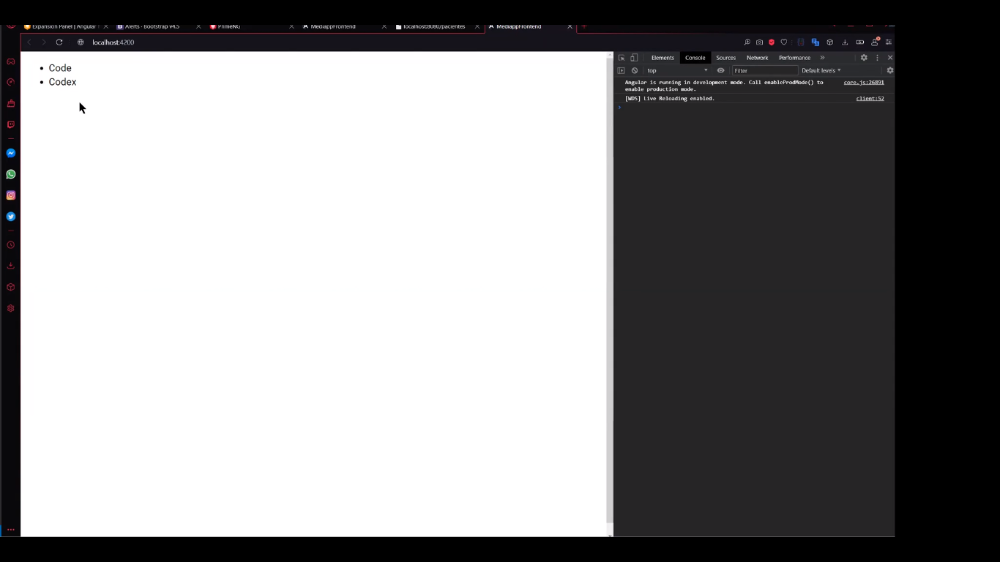 Expansion Panel | Angular
Alerts · Bootstrap v4.5
PrimeNG
MediappFrontend
localhost:8080/pacientes
MediappFrontend
localhost:4200
Elements
Console
Sources
Network
Performance
top
Filter
Default levels
• Code
• Codex
Angular is running in development mode. Call enableProdMode() to
enable production mode.
core.js:26891
[WDS] Live Reloading enabled.
client:52